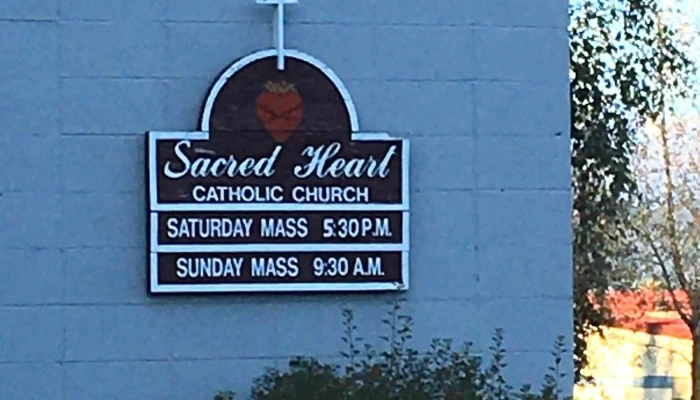 Sacred Heart
CATHOLIC CHURCH
SATURDAY MASS 5:30 P.M.
SUNDAY MASS 9:30 A.M.